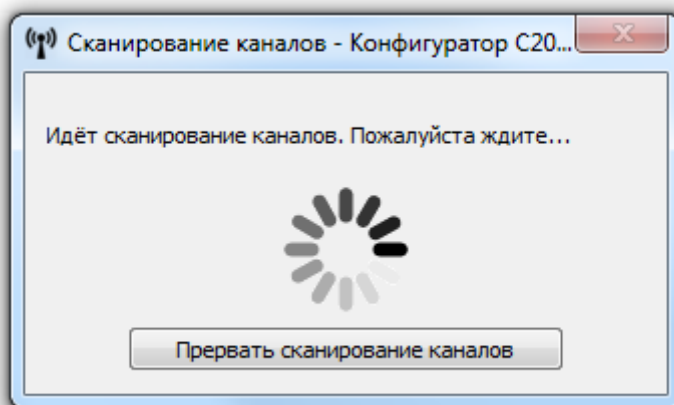 Сканирование каналов - Конфигуратор С20...
Идёт сканирование каналов. Пожалуйста ждите...
Прервать сканирование каналов